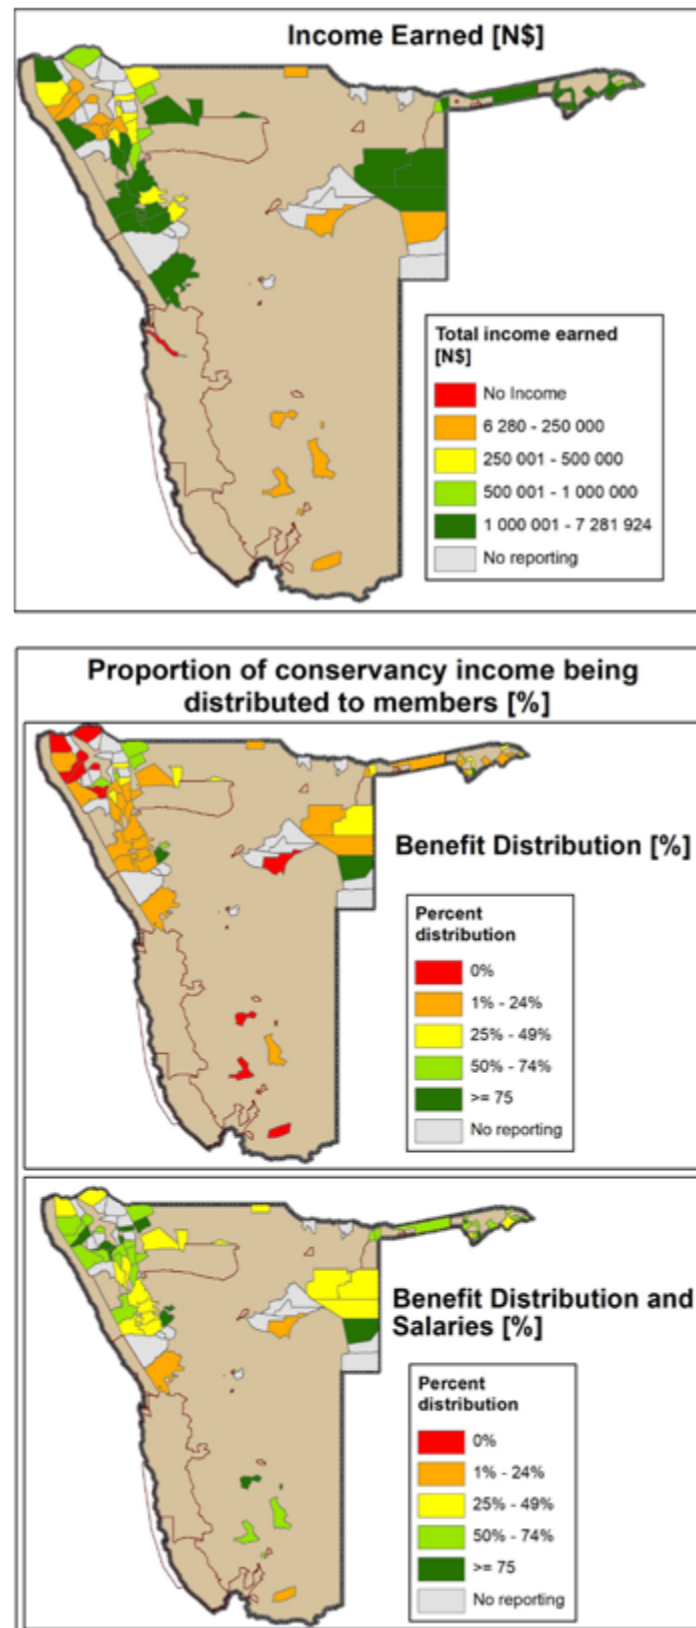 Income Earned [N$]
Total income earned
[N$]
No Income
6 280 - 250 000
250 001 - 500 000
500 001 - 1 000 000
1 000 001 - 7 281 924
No reporting
Proportion of conservancy income being
distributed to members [%]
Benefit Distribution [%]
Percent
distribution
0%
1% - 24%
25% - 49%
50% - 74%
>= 75
No reporting
Benefit Distribution and
Salaries [%]
Percent
distribution
0%
1% - 24%
25% - 49%
50% - 74%
>= 75
No reporting